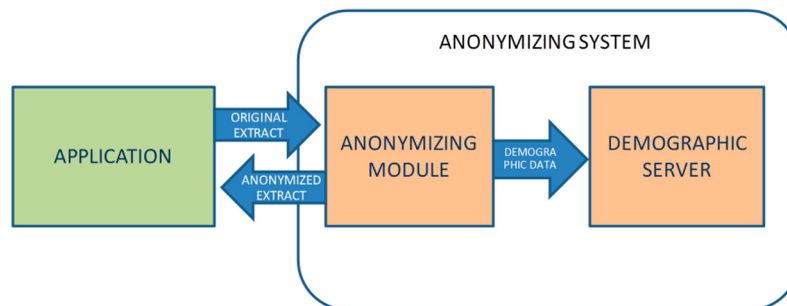 ANONYMIZING SYSTEM
ORIGINAL
EXTRACT
APPLICATION
ANONYMIZED
EXTRACT
ANONYMIZING
MODULE
DEMOGRA
PHIC DATA
DEMOGRAPHIC
SERVER